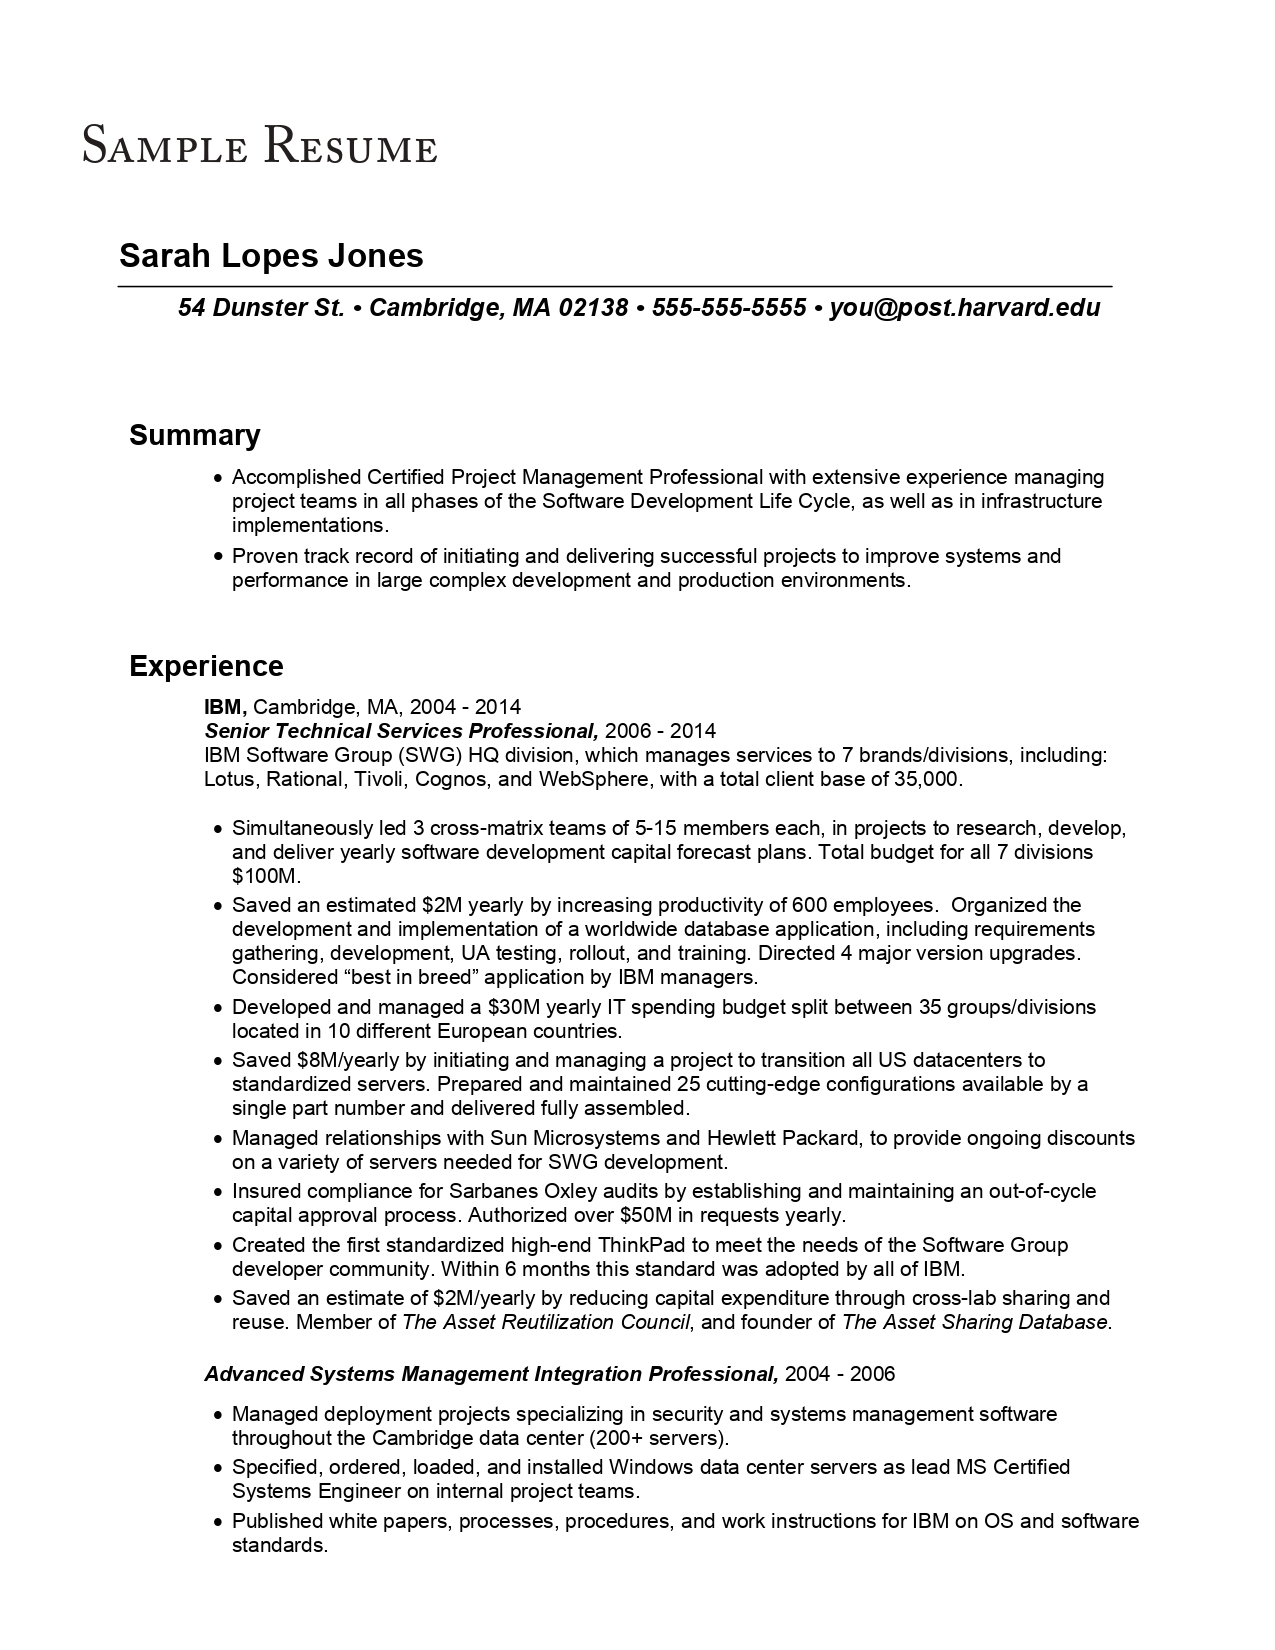 Sample Resume
Sarah Lopes Jones
54 Dunster St. • Cambridge, MA 02138 • 555-555-5555 • you@post.harvard.edu
Summary
• Accomplished Certified Project Management Professional with extensive experience managing
project teams in all phases of the Software Development Life Cycle, as well as in infrastructure
implementations.
• Proven track record of initiating and delivering successful projects to improve systems and
performance in large complex development and production environments.
Experience
IBM, Cambridge, MA, 2004 - 2014
Senior Technical Services Professional, 2006 - 2014
IBM Software Group (SWG) HQ division, which manages services to 7 brands/divisions, including:
Lotus, Rational, Tivoli, Cognos, and WebSphere, with a total client base of 35,000.
• Simultaneously led 3 cross-matrix teams of 5-15 members each, in projects to research, develop,
and deliver yearly software development capital forecast plans. Total budget for all 7 divisions
$100M.
• Saved an estimated $2M yearly by increasing productivity of 600 employees.  Organized the
development and implementation of a worldwide database application, including requirements
gathering, development, UA testing, rollout, and training. Directed 4 major version upgrades.
Considered “best in breed” application by IBM managers.
• Developed and managed a $30M yearly IT spending budget split between 35 groups/divisions
located in 10 different European countries.
• Saved $8M/yearly by initiating and managing a project to transition all US datacenters to
standardized servers. Prepared and maintained 25 cutting-edge configurations available by a
single part number and delivered fully assembled.
• Managed relationships with Sun Microsystems and Hewlett Packard, to provide ongoing discounts
on a variety of servers needed for SWG development.
• Insured compliance for Sarbanes Oxley audits by establishing and maintaining an out-of-cycle
capital approval process. Authorized over $50M in requests yearly.
• Created the first standardized high-end ThinkPad to meet the needs of the Software Group
developer community. Within 6 months this standard was adopted by all of IBM.
• Saved an estimate of $2M/yearly by reducing capital expenditure through cross-lab sharing and
reuse. Member of The Asset Reutilization Council, and founder of The Asset Sharing Database.
Advanced Systems Management Integration Professional, 2004 - 2006
• Managed deployment projects specializing in security and systems management software
throughout the Cambridge data center (200+ servers).
• Specified, ordered, loaded, and installed Windows data center servers as lead MS Certified
Systems Engineer on internal project teams.
• Published white papers, processes, procedures, and work instructions for IBM on OS and software
standards.